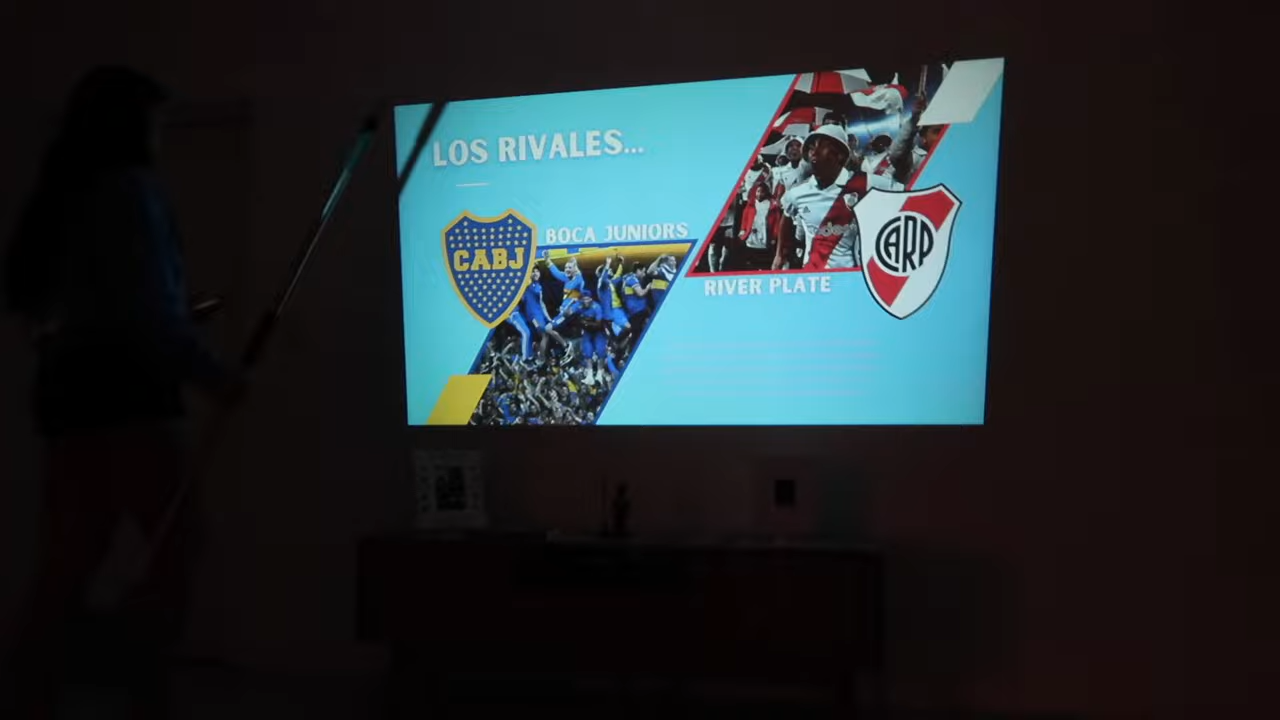 LOS RIVALES...
BOCA JUNIORS
CABJ
RIVER PLATE
CARP